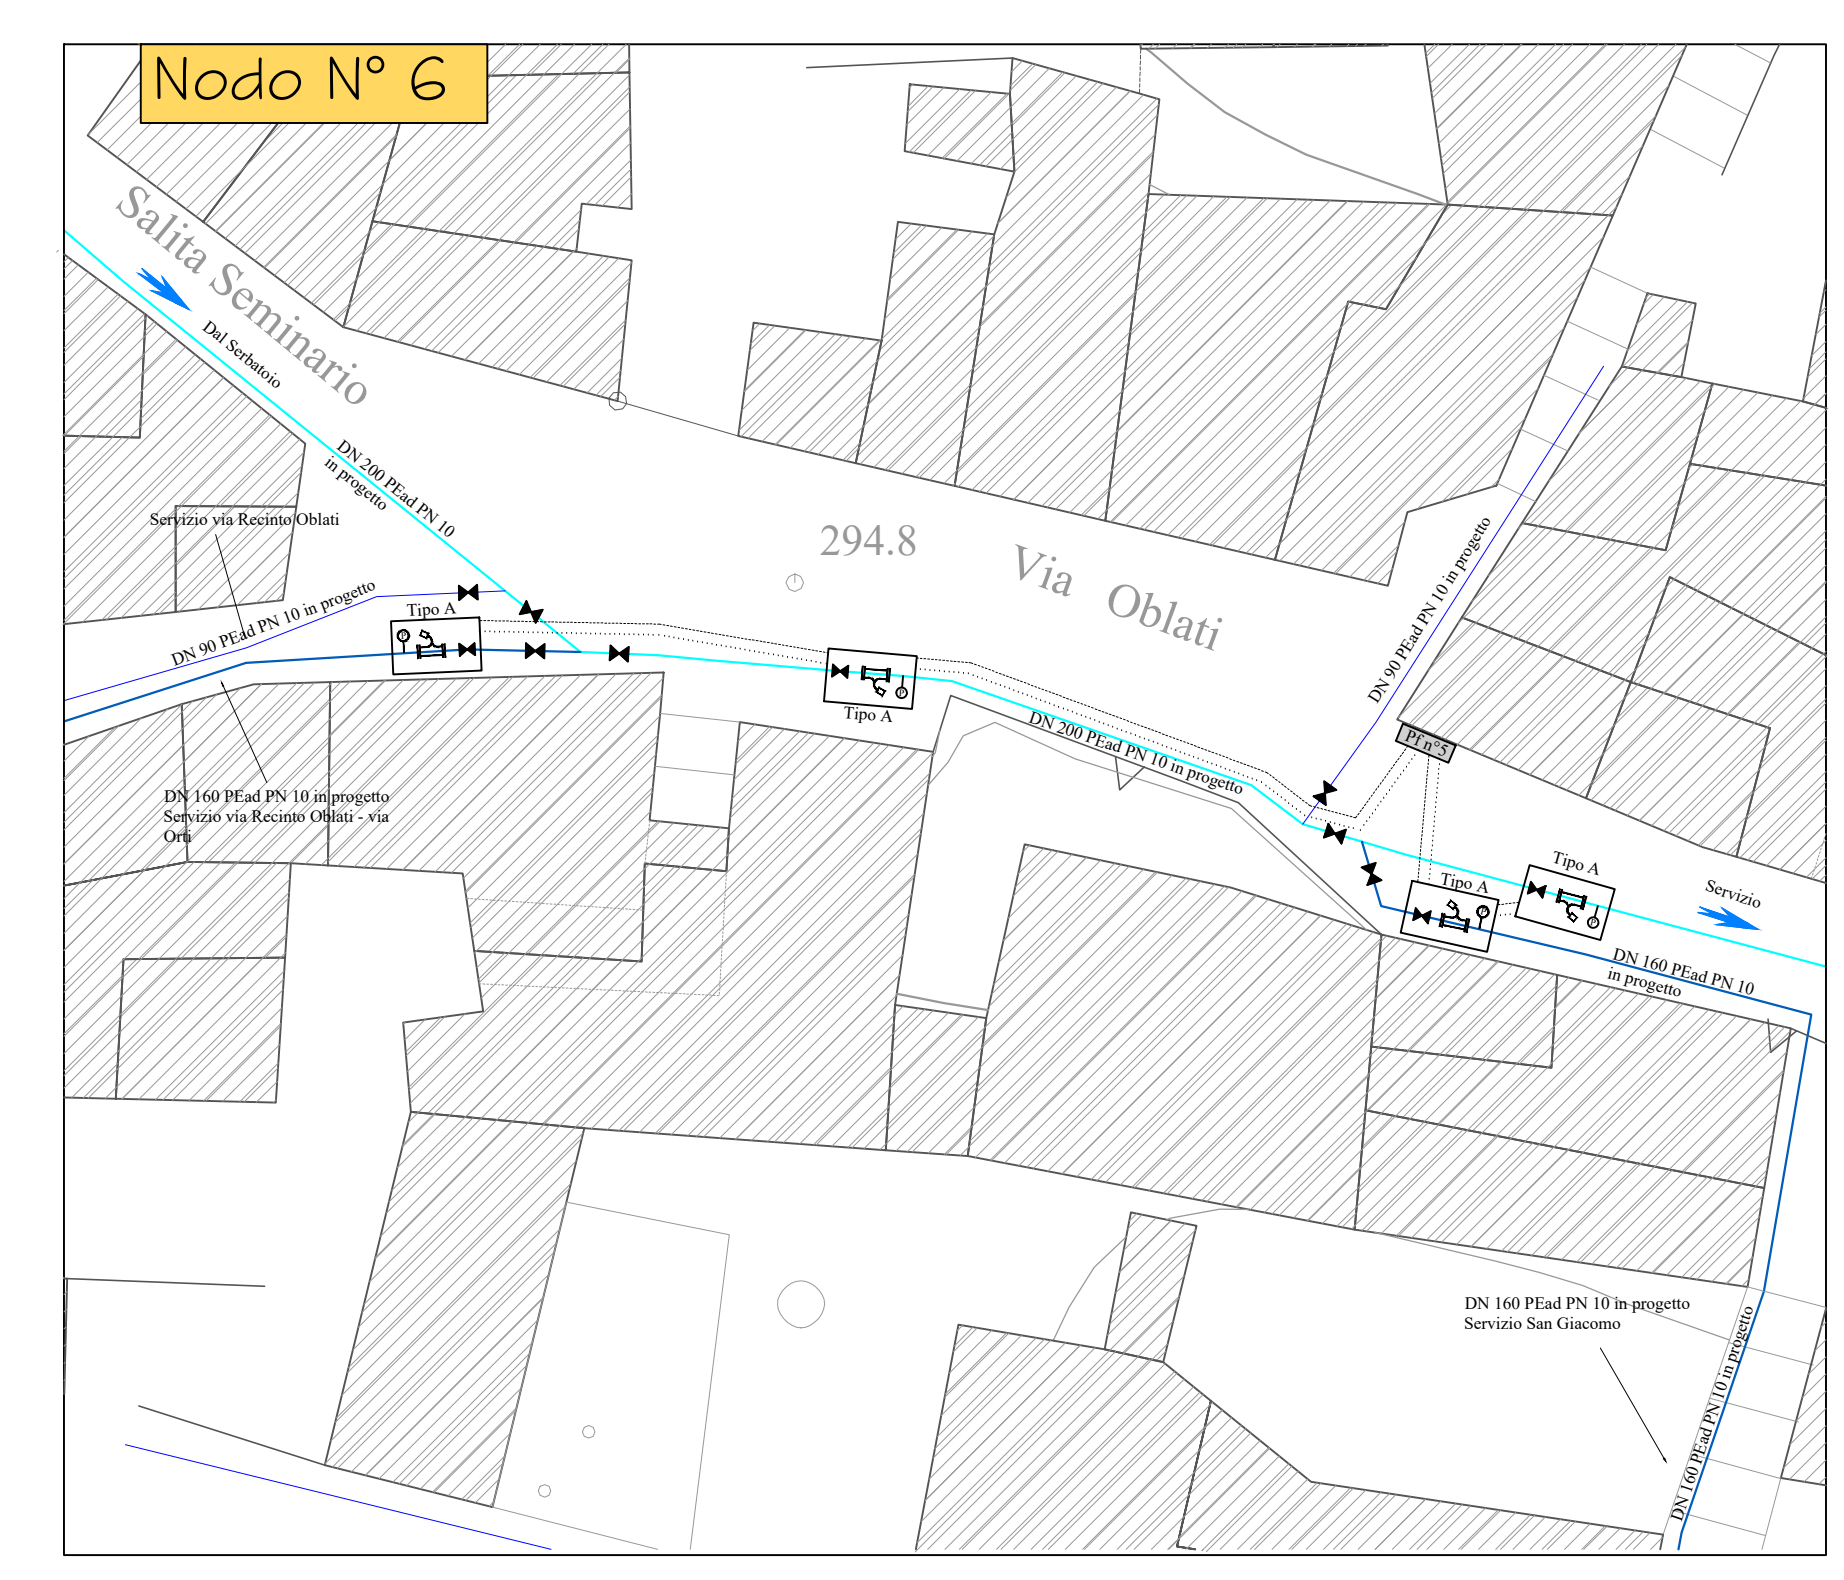 Nodo N° 6
Salita Seminario
Dal Serbatoio
DN 200 PEad PN 10
in progetto
Servizio via Recinto Oblati
294.8
Via Oblati
DN 90 PEad PN 10 in progetto
DN 90 PEad PN 10 in progetto
Tipo A
P
P
Tipo A
DN 200 PEad PN 10 in progetto
Pf n°5
DN 160 PEad PN 10 in progetto
Servizio via Recinto Oblati - via
Orti
Tipo A
P
Tipo A
P
Servizio
DN 160 PEad PN 10
in progetto
DN 160 PEad PN 10 in progetto
Servizio San Giacomo
DN 160 PEad PN 10 in progetto